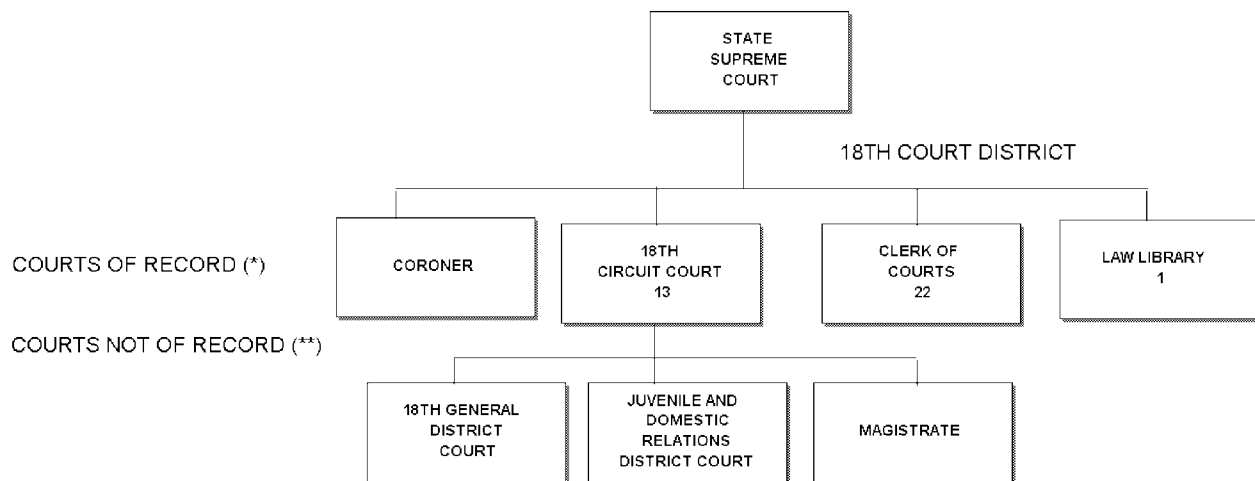 STATE
SUPREME
COURT
18TH COURT DISTRICT
COURTS OF RECORD (*)
CORONER
18TH
CIRCUIT COURT
13
CLERK OF
COURTS
22
LAW LIBRARY
1
COURTS NOT OF RECORD (**)
18TH GENERAL
DISTRICT
COURT
JUVENILE AND
DOMESTIC
RELATIONS
DISTRICT COURT
MAGISTRATE